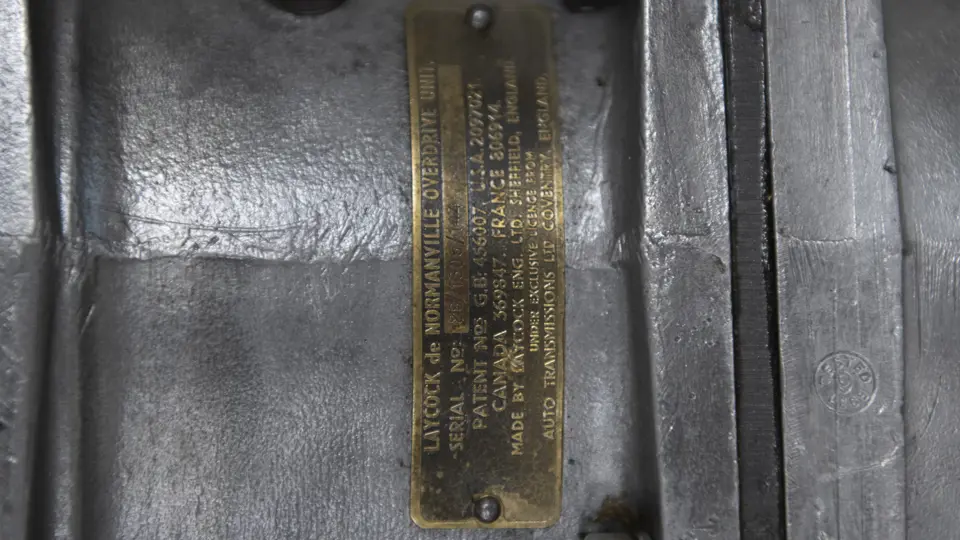 LAYCOCK de NORMANVILLE OVERDRIVE UNIT.
SERIAL Nº:
PATENT Nºs G.B. 456007, U.S.A. 2097021,
CANADA 369847, FRANCE 806914.
MADE BY LAYCOCK ENG. LTD. SHEFFIELD, ENGLAND
UNDER EXCLUSIVE LICENCE FROM
AUTO TRANSMISSIONS LTD COVENTRY, ENGLAND.